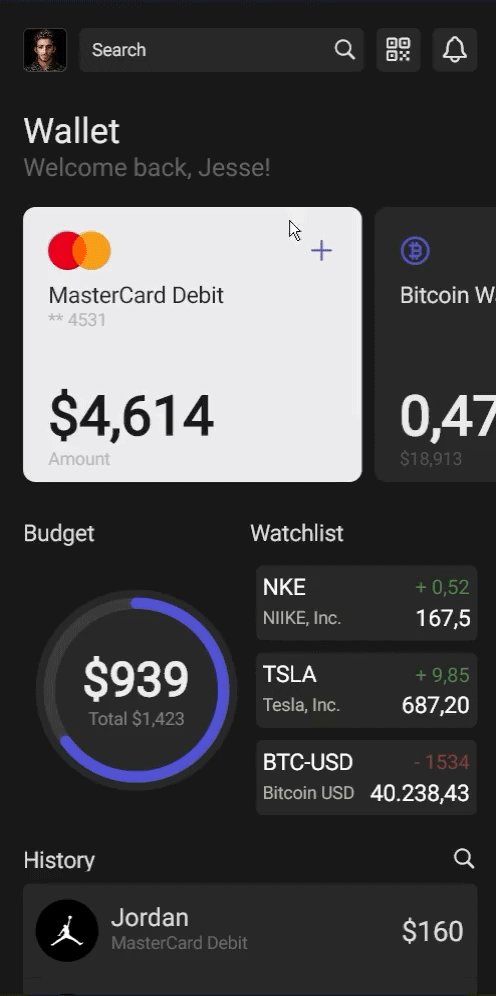 Search
Wallet
Welcome back, Jesse!
MasterCard Debit
** 4531
$4,614
Amount
Bitcoin W
0,47
$18,913
Budget
$939
Total $1,423
Watchlist
NKE + 0,52
NIIKE, Inc. 167,5
TSLA + 9,85
Tesla, Inc. 687,20
BTC-USD - 1534
Bitcoin USD 40.238,43
History
Jordan
MasterCard Debit
$160